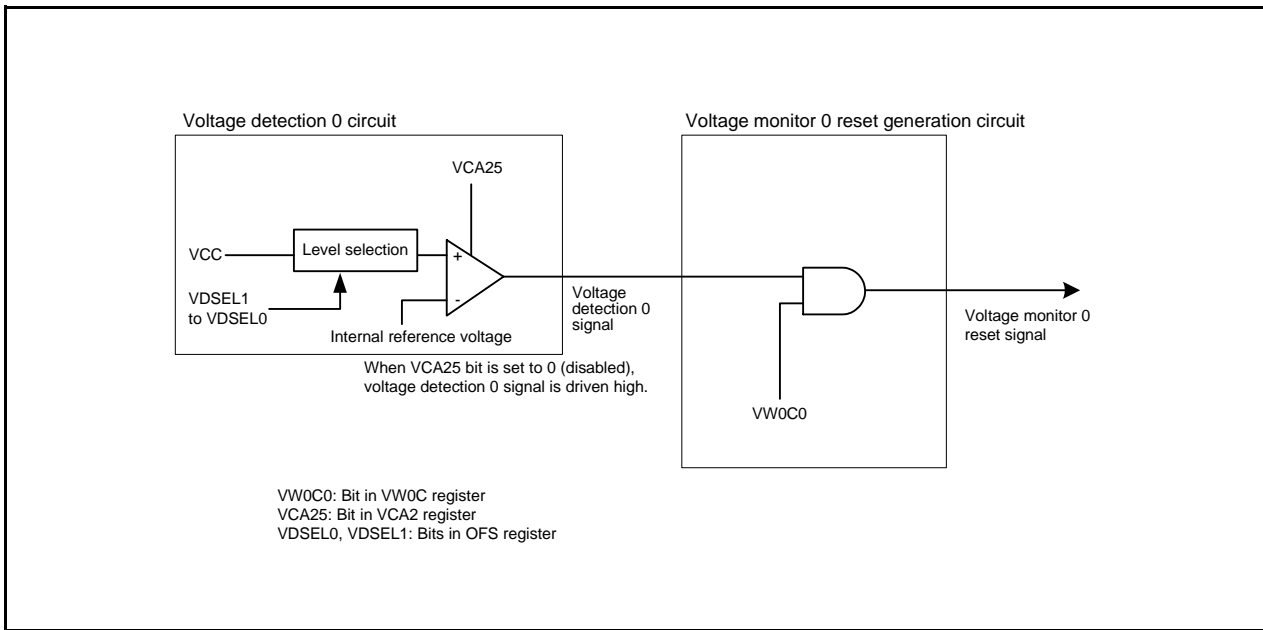 Voltage detection 0 circuit
Voltage monitor 0 reset generation circuit
VCA25
VCC
Level selection
+
-
VDSEL1
to VDSEL0
Internal reference voltage
Voltage
detection 0
signal
Voltage monitor 0
reset signal
When VCA25 bit is set to 0 (disabled),
voltage detection 0 signal is driven high.
VW0C0
VW0C0: Bit in VW0C register
VCA25: Bit in VCA2 register
VDSEL0, VDSEL1: Bits in OFS register